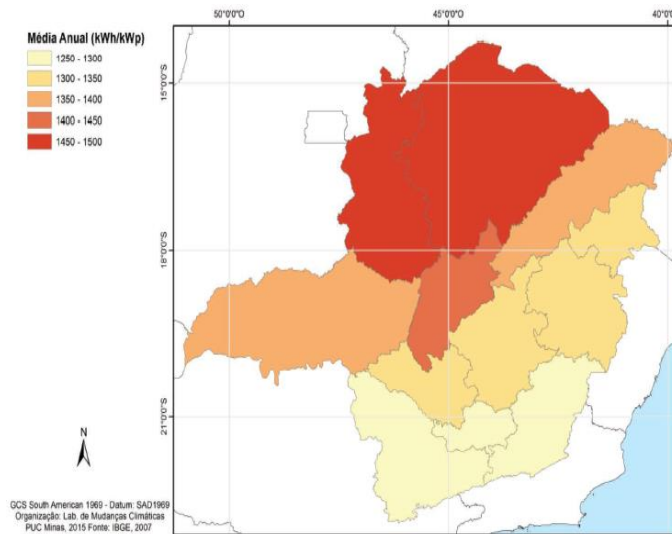 50°0'0"O
45°0'0"O
40°0'0"O
Média Anual (kWh/kWp)
1250 - 1300
1300 - 1350
1350 - 1400
1400 - 1450
1450 - 1500
15°0'0"S
18°0'0"S
21°0'0"S
N
GCS South American 1969 - Datum: SAD1969
Organização: Lab. de Mudanças Climáticas
PUC Minas, 2015 Fonte: IBGE, 2007